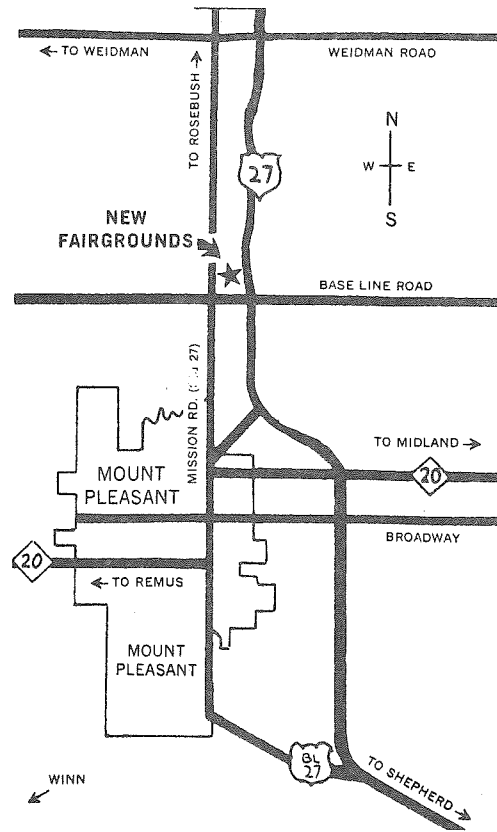 ← TO WEIDMAN
WEIDMAN ROAD
TO ROSEBUSH →
27
N
W E
S
NEW
FAIRGROUNDS
BASE LINE ROAD
MISSION RD. ( 27)
TO MIDLAND →
20
MOUNT
PLEASANT
BROADWAY
20
← TO REMUS
MOUNT
PLEASANT
BL
27
WINN
TO SHEPHERD →